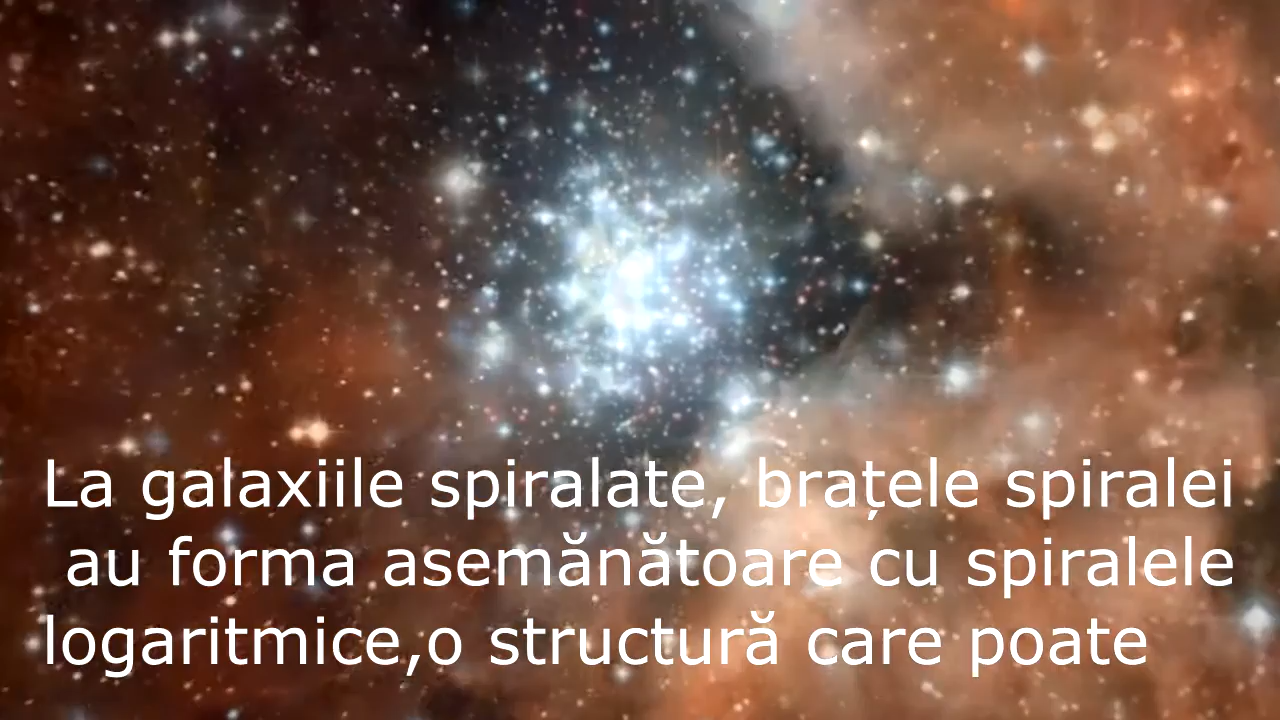 La galaxiile spiralate, brațele spiralei
au forma asemănătoare cu spiralele
logaritmice,o structură care poate